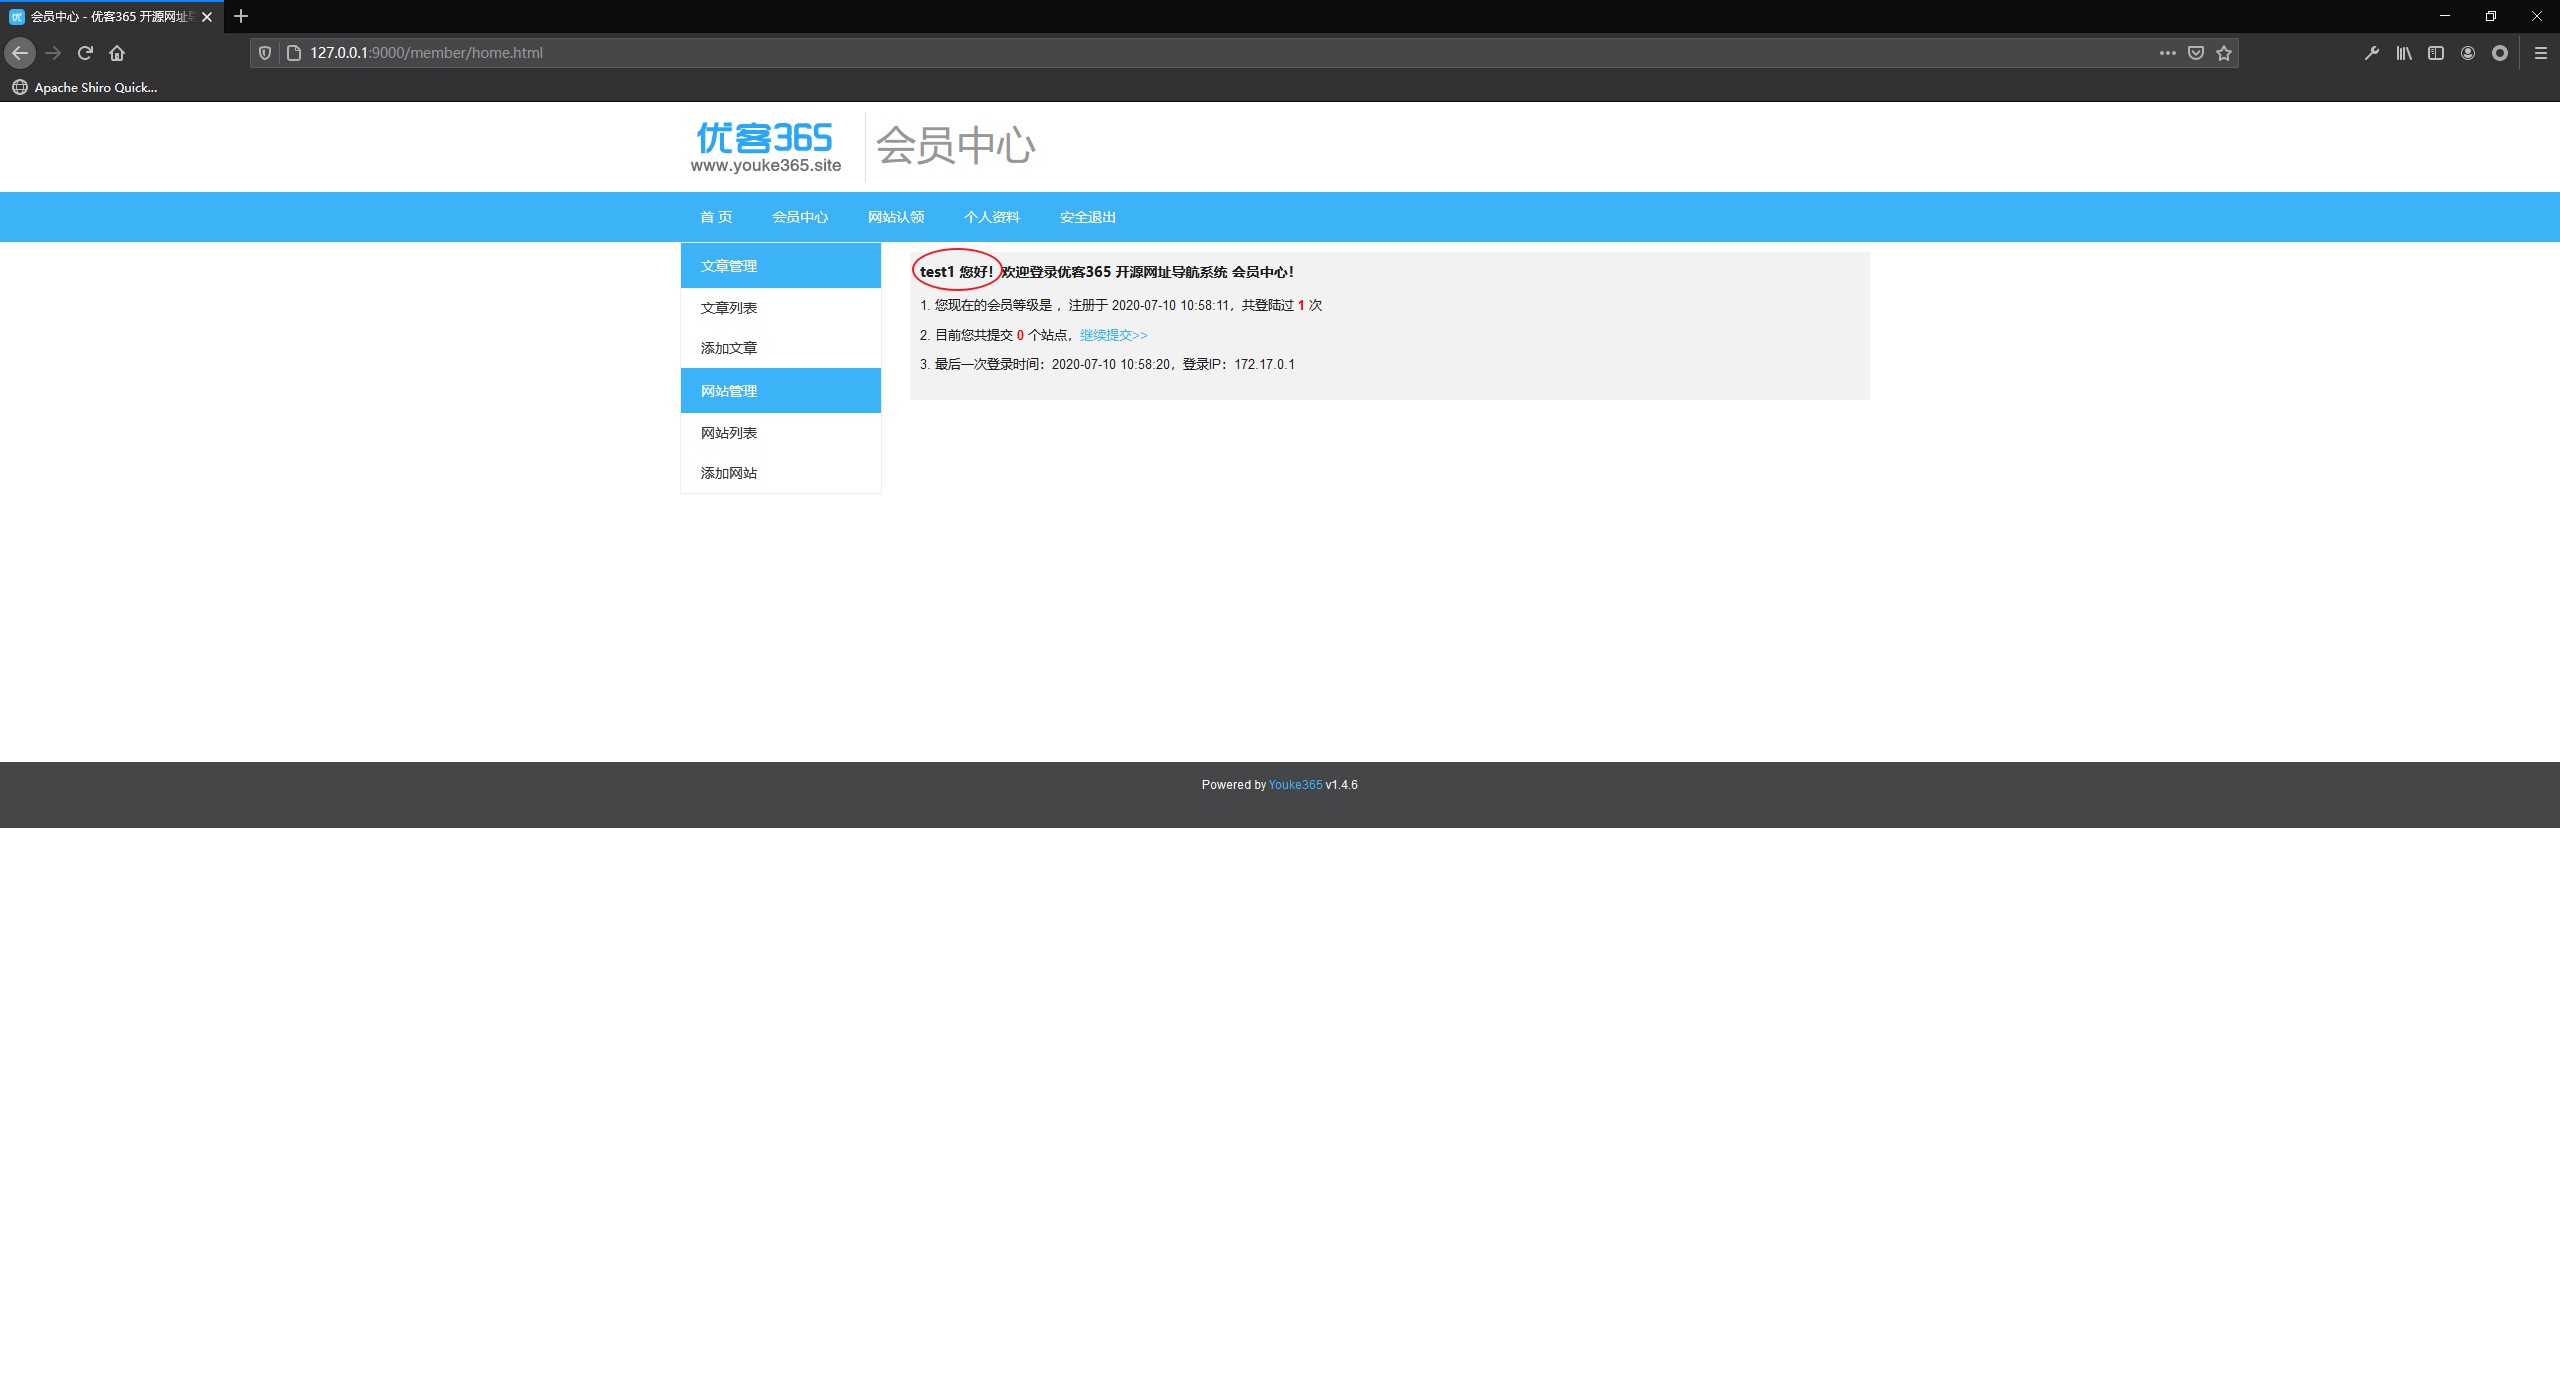 会员中心 - 优客365 开源网址
127.0.0.1:9000/member/home.html
Apache Shiro Quick...
优客365
www.youke365.site
会员中心
首 页 会员中心 网站认领 个人资料 安全退出
文章管理
文章列表
添加文章
网站管理
网站列表
添加网站
test1 您好！欢迎登录优客365 开源网址导航系统 会员中心！
1. 您现在的会员等级是 ，注册于 2020-07-10 10:58:11，共登陆过 1 次
2. 目前您共提交 0 个站点，继续提交>>
3. 最后一次登录时间：2020-07-10 10:58:20，登录IP：172.17.0.1
Powered by Youke365 v1.4.6